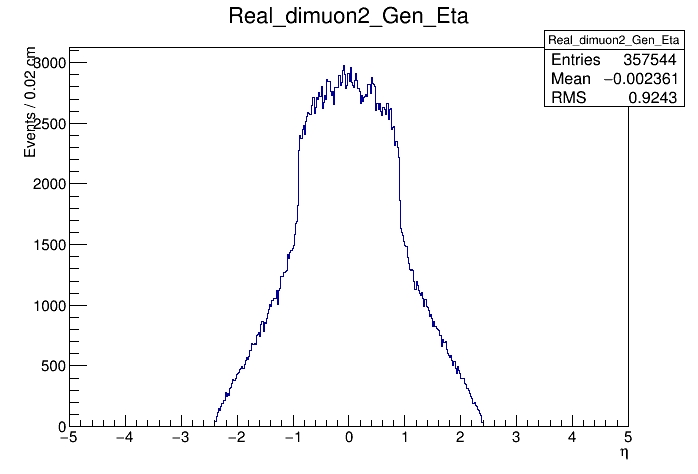 Real_dimuon2_Gen_Eta
Real_dimuon2_Gen_Eta
Entries 357544
Mean −0.002361
RMS 0.9243
Events / 0.02 cm
3000
2500
2000
1500
1000
500
0
−5 −4 −3 −2 −1 0 1 2 3 4 5
η